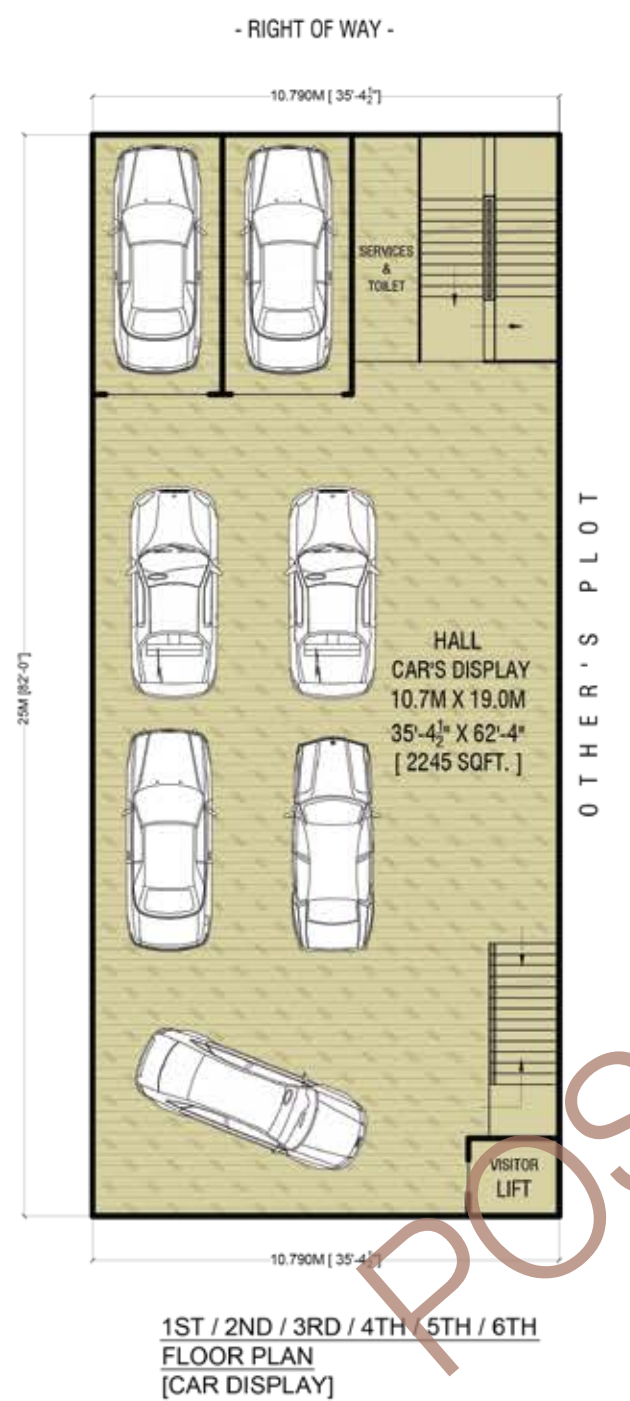 - RIGHT OF WAY -
10.790M [ 35'-4½"]
SERVICES
&
TOILET
25M [82'-0"]
OTHER'S PLOT
HALL
CAR'S DISPLAY
10.7M X 19.0M
35'-4½" X 62'-4"
[ 2245 SQFT. ]
VISITOR
LIFT
10.790M [ 35'-4½"]
POS
1ST / 2ND / 3RD / 4TH / 5TH / 6TH
FLOOR PLAN
[CAR DISPLAY]